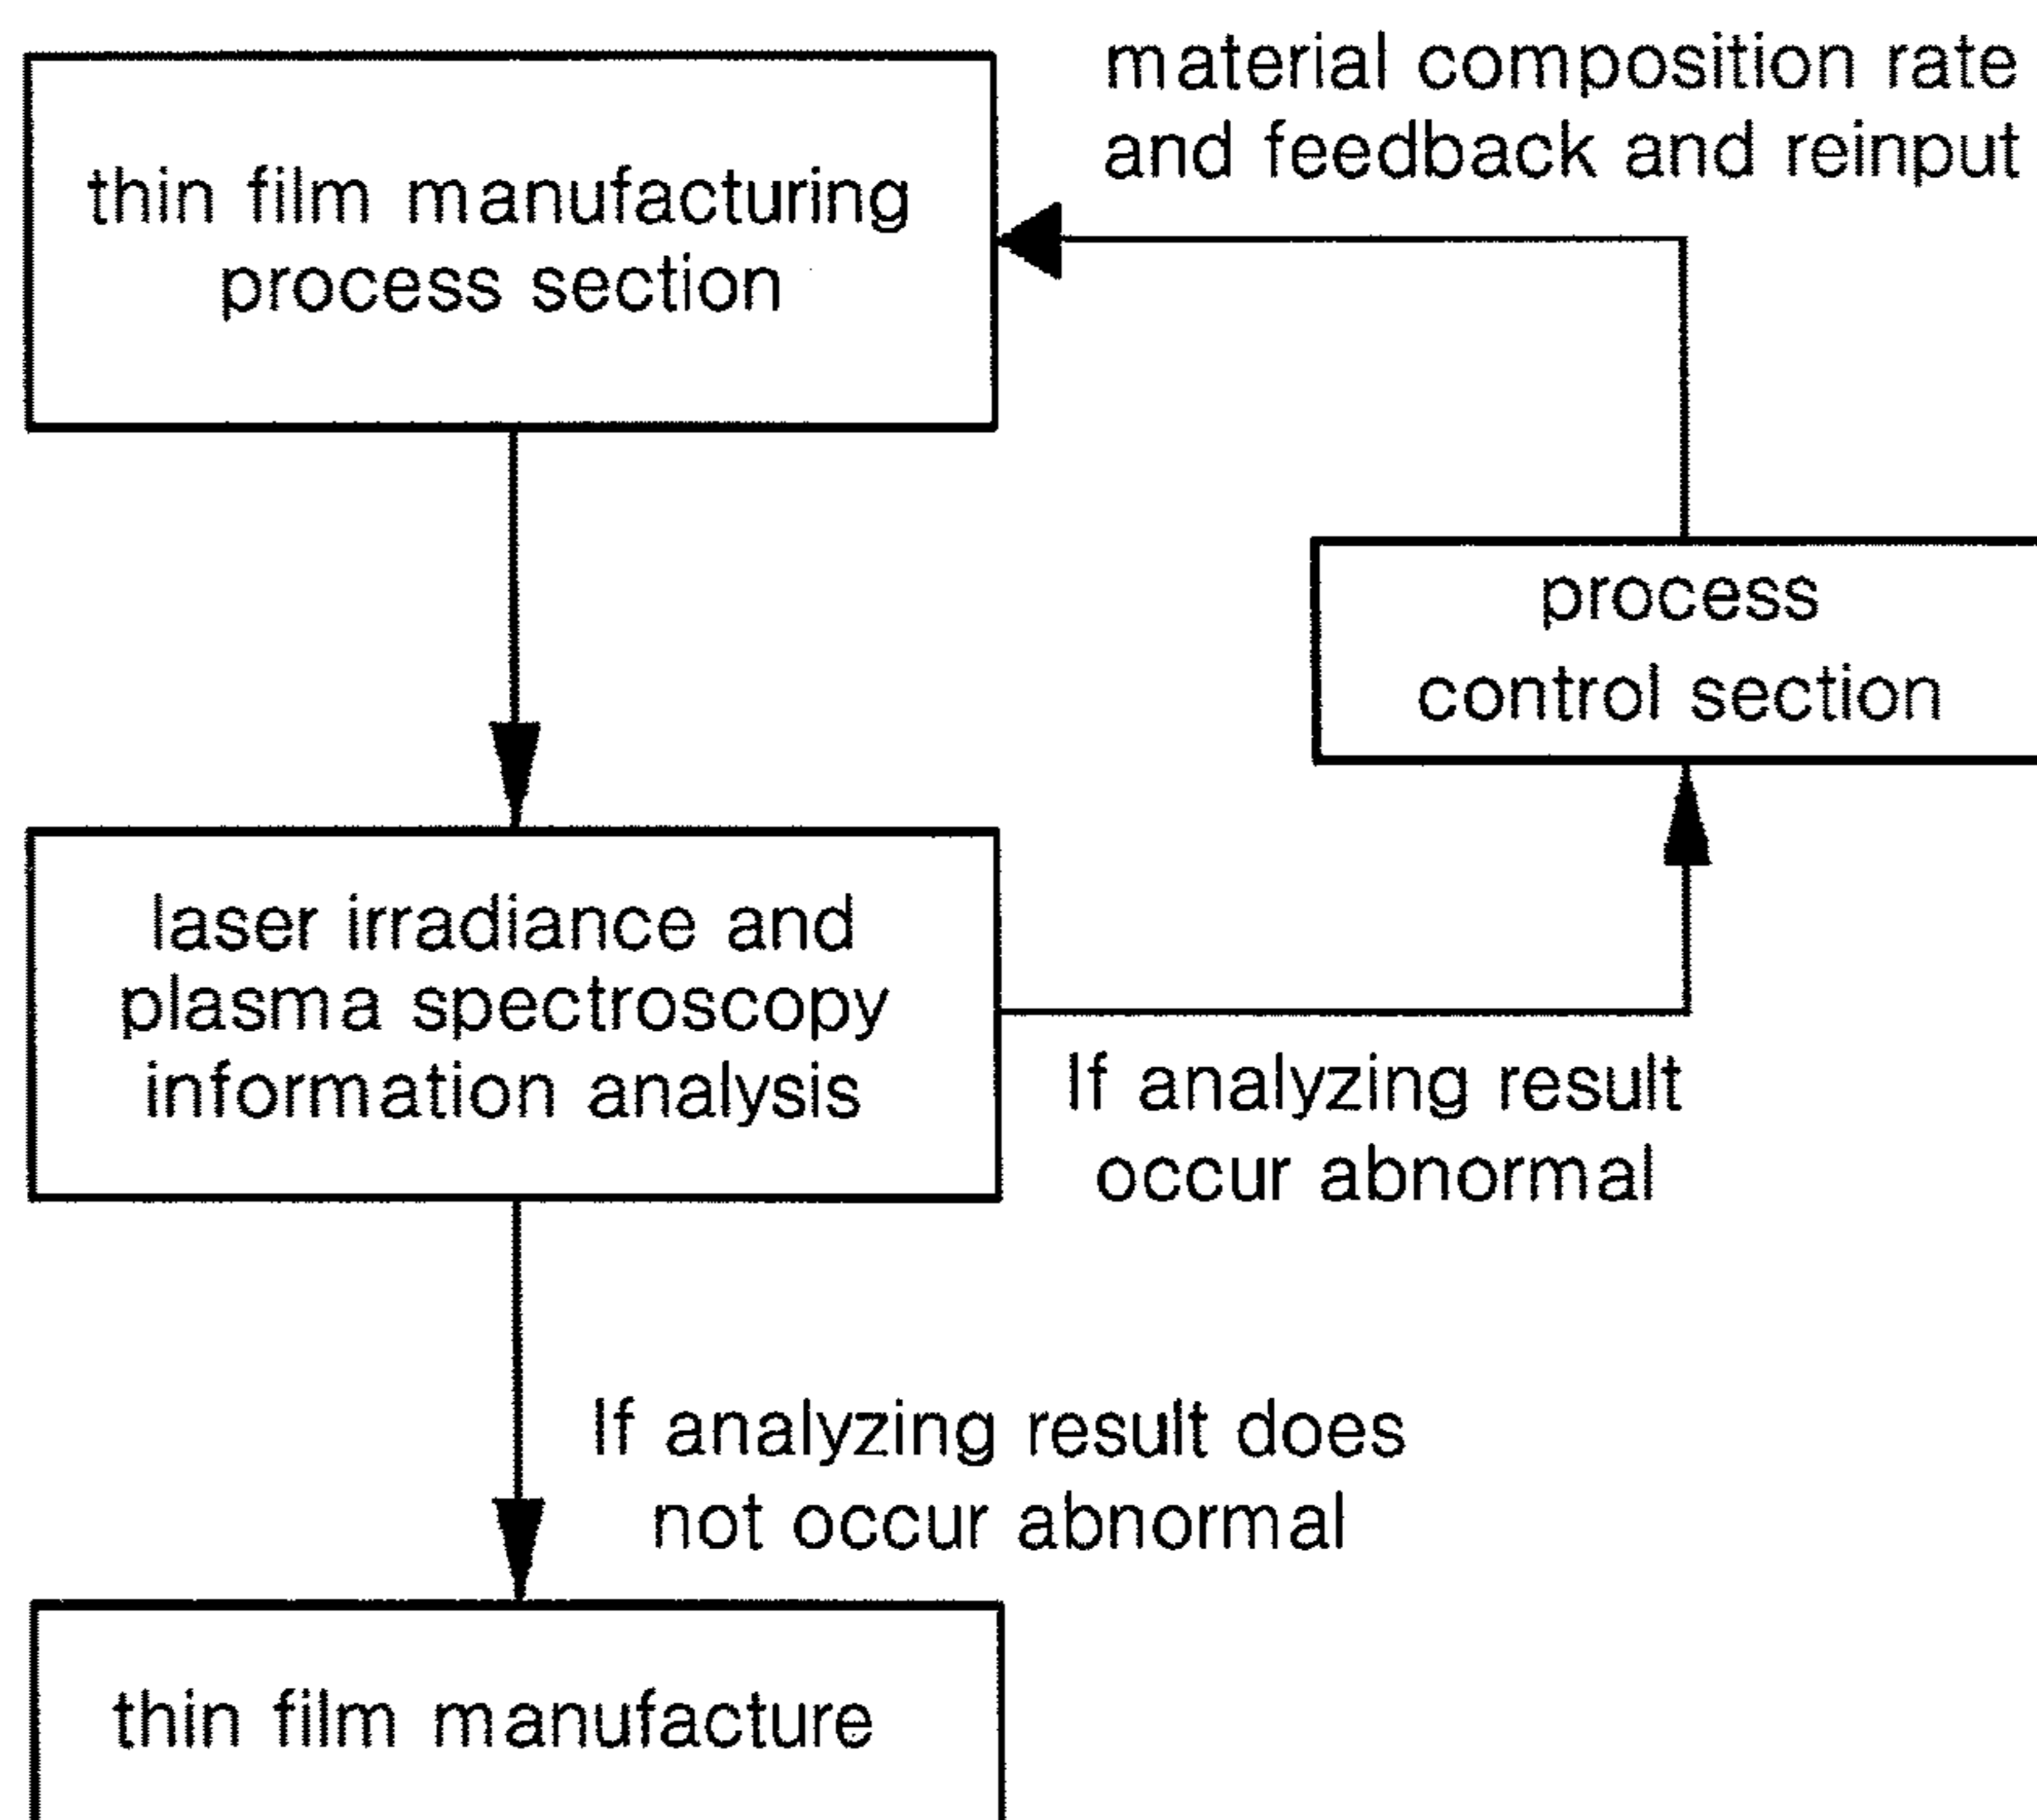 material composition rate
and feedback and reinput
thin film manufacturing
process section
process
control section
laser irradiance and
plasma spectroscopy
information analysis
If analyzing result
occur abnormal
If analyzing result does
not occur abnormal
thin film manufacture